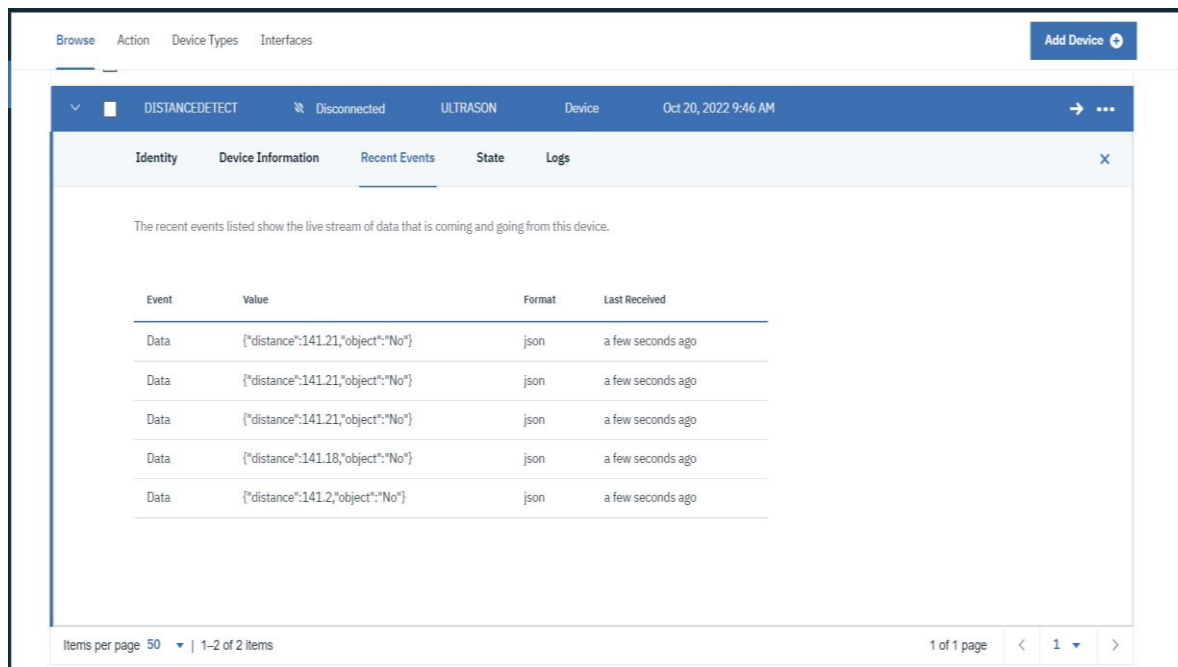 Browse Action Device Types Interfaces Add Device
DISTANCEDETECT Disconnected ULTRASON Device Oct 20, 2022 9:46 AM
Identity Device Information Recent Events State Logs
The recent events listed show the live stream of data that is coming and going from this device.
Event Value Format Last Received
Data {"distance":141.21,"object":"No"} json a few seconds ago
Data {"distance":141.21,"object":"No"} json a few seconds ago
Data {"distance":141.21,"object":"No"} json a few seconds ago
Data {"distance":141.18,"object":"No"} json a few seconds ago
Data {"distance":141.2,"object":"No"} json a few seconds ago
Items per page 50 | 1–2 of 2 items 1 of 1 page 1